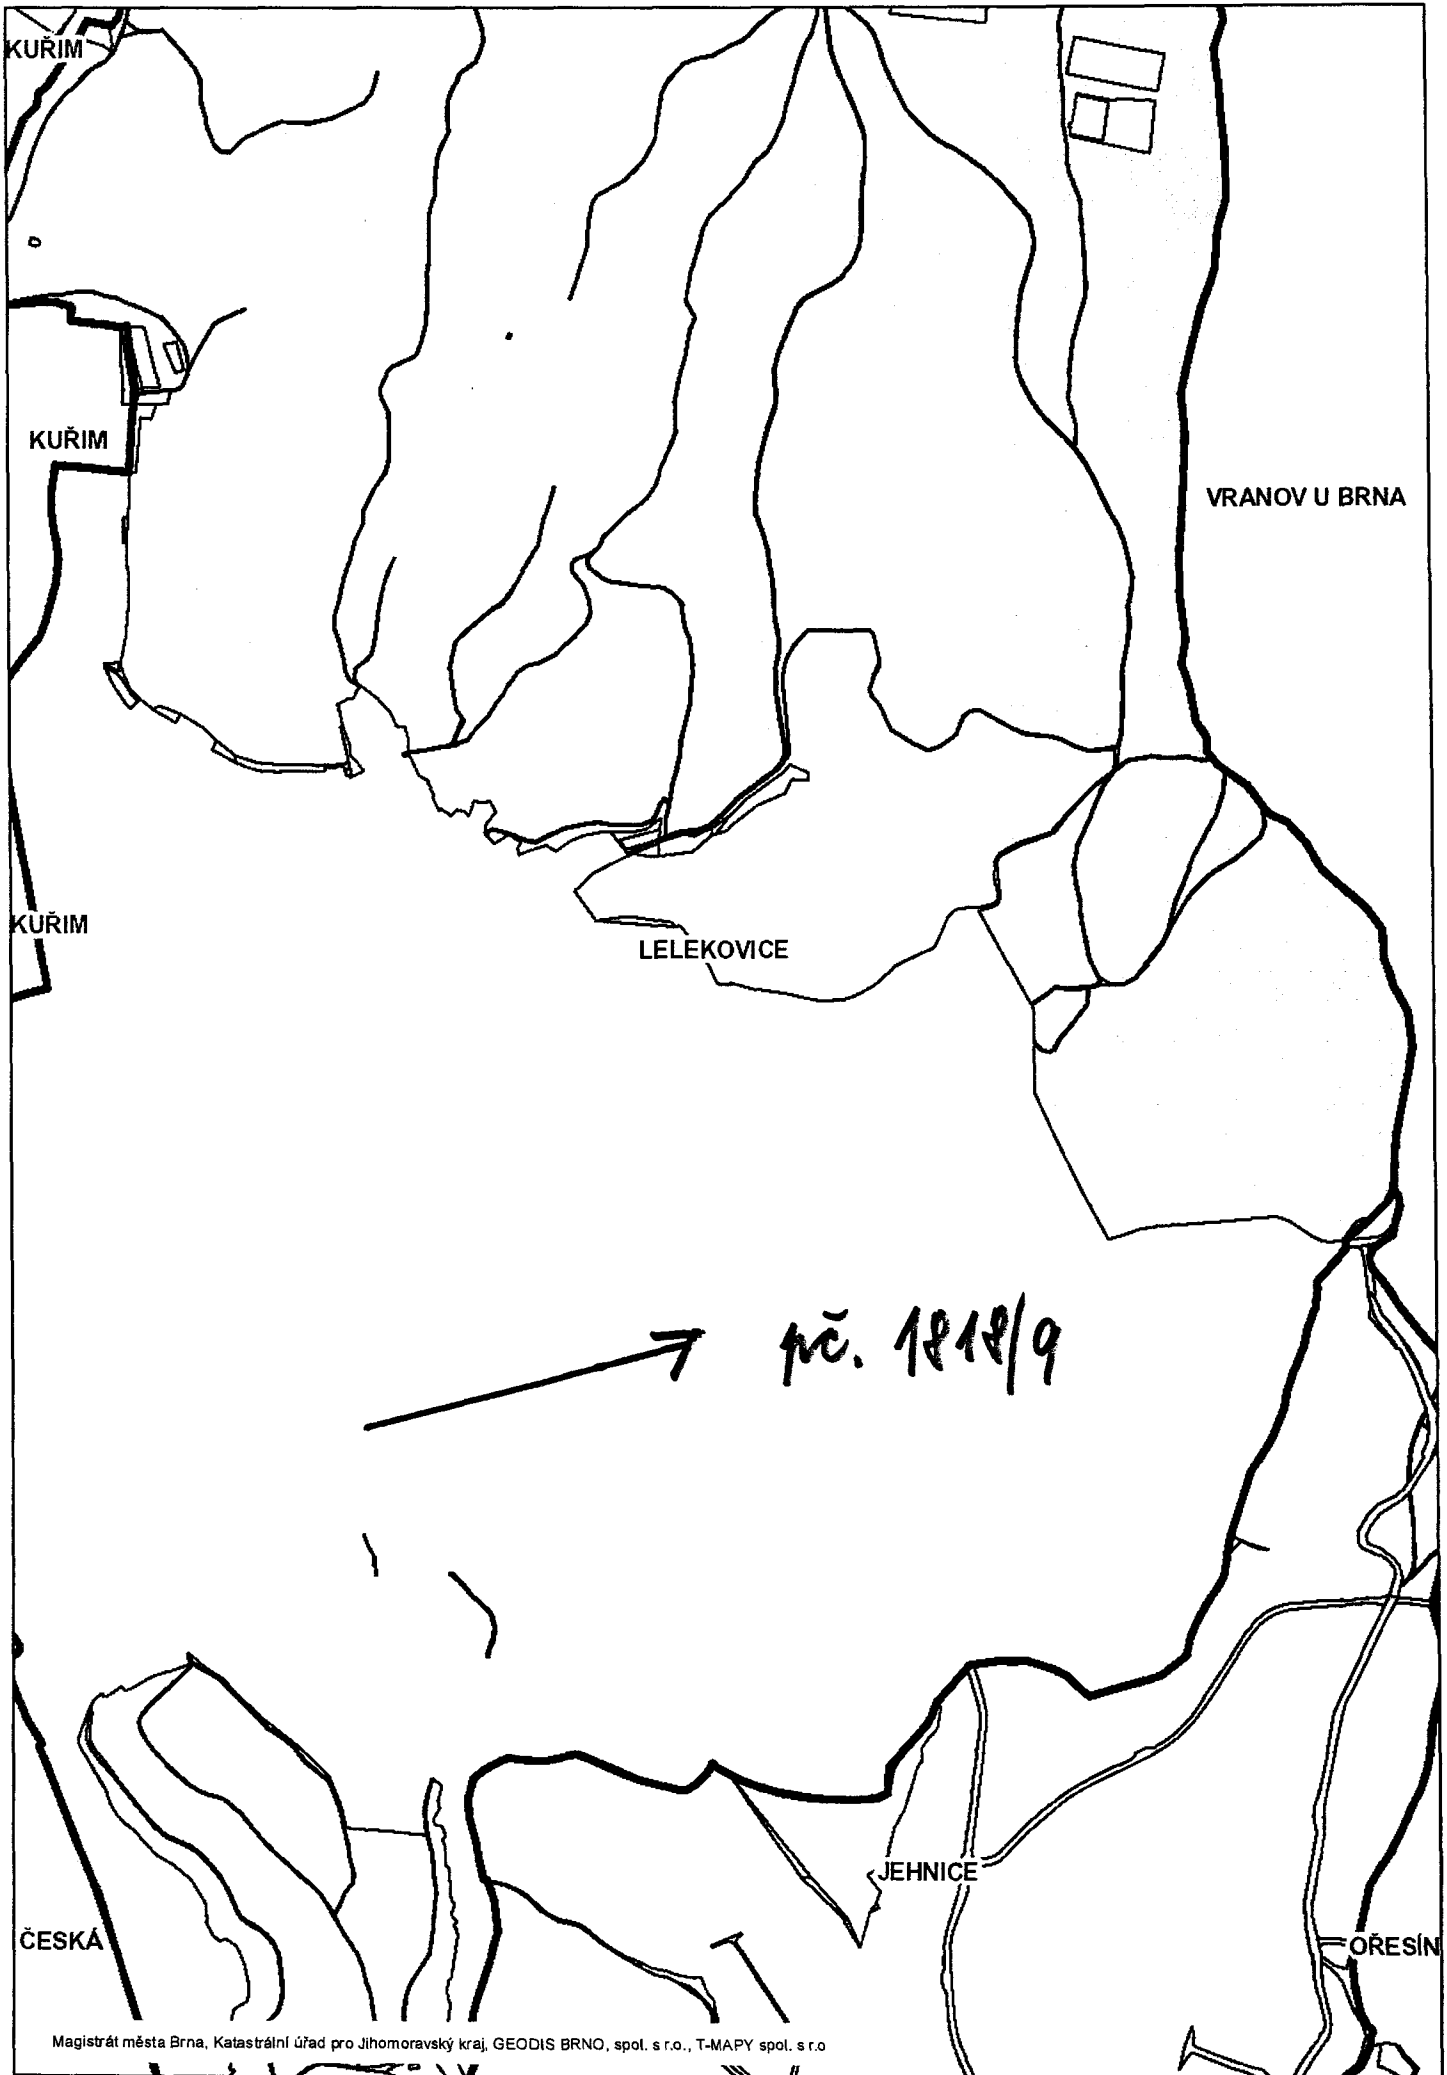 KUŘIM
KUŘIM
VRANOV U BRNA
KUŘIM
LELEKOVICE
pč. 1818/9
JEHNICE
ČESKÁ
OŘESÍN
Magistrát města Brna, Katastrální úřad pro Jihomoravský kraj, GEODIS BRNO, spol. s r.o., T-MAPY spol. s r.o